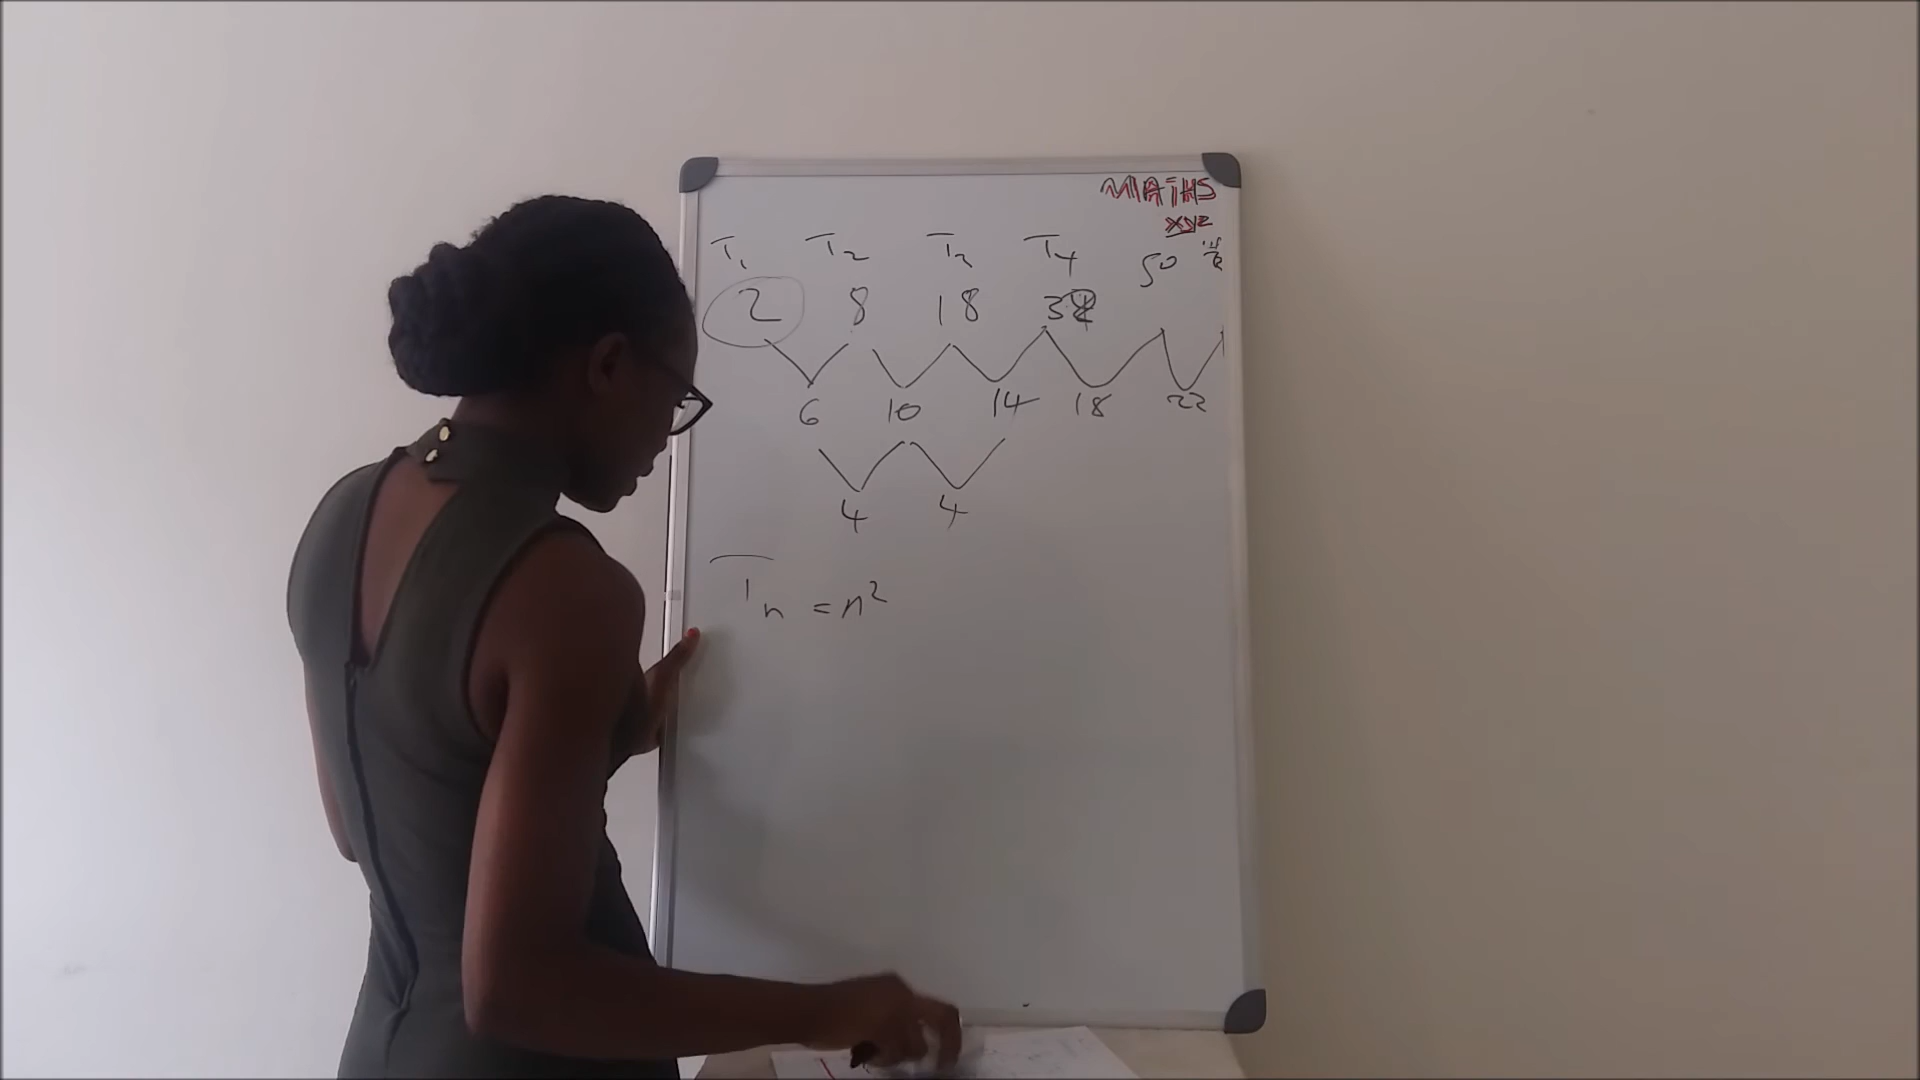 MATHS
xyz
T₁ T₂ T₃ T₄
2 8 18 32 50
6 10 14 18 22
4 4
Tₙ = n²